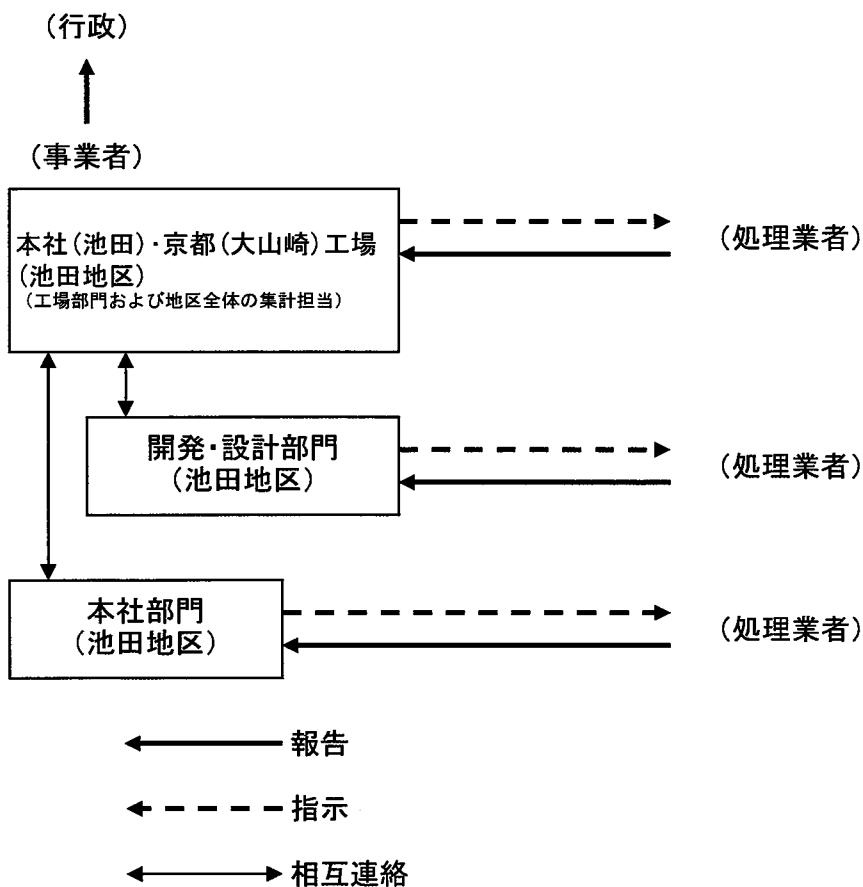 （行政）
（事業者）
本社（池田）・京都（大山崎）工場
（池田地区）
（工場部門および地区全体の集計担当）
（処理業者）
開発・設計部門
（池田地区）
（処理業者）
本社部門
（池田地区）
（処理業者）
報告
指示
相互連絡